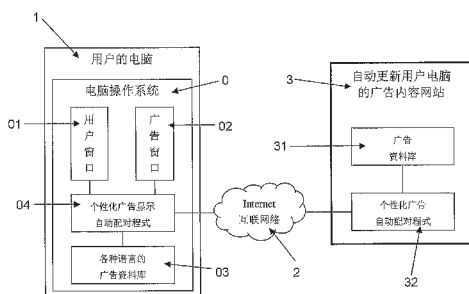 1
用户的电脑
电脑操作系统
0
01
用户窗口
广告窗口
02
04
个性化广告显示
自动配对程式
各种语言的
广告资料库
03
Internet
互联网络
2
3
自动更新用户电脑
的广告内容网站
31
广告
资料库
个性化广告
自动配对程式
32